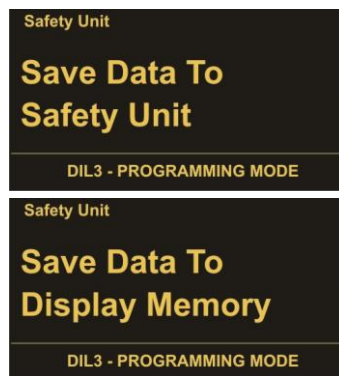 Safety Unit
Save Data To
Safety Unit
DIL3 - PROGRAMMING MODE
Safety Unit
Save Data To
Display Memory
DIL3 - PROGRAMMING MODE